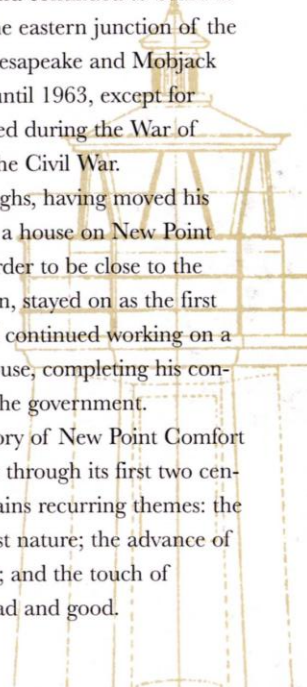 e eastern junction of the
esapeake and Mobjack
until 1963, except for
ed during the War of
he Civil War.
ghs, having moved his
a house on New Point
rder to be close to the
n, stayed on as the first
continued working on a
use, completing his con-
he government.
ory of New Point Comfort
through its first two cen-
ains recurring themes: the
st nature; the advance of
; and the touch of
ad and good.